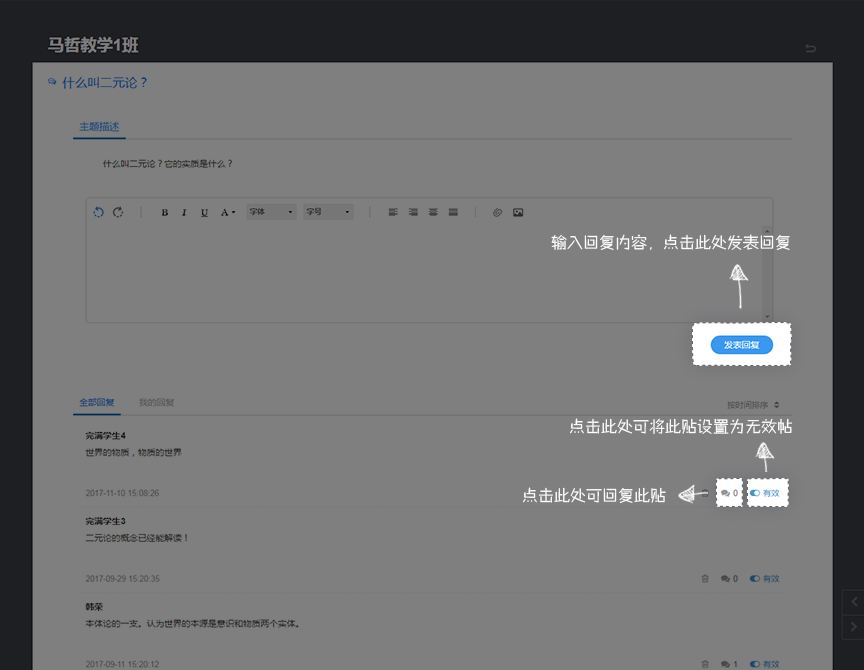 马哲教学1班
什么叫二元论？
主题描述
什么叫二元论？它的实质是什么？
B I U A 字体 字号
输入回复内容，点击此处发表回复
发表回复
全部回复 我的回复
按时间排序
完满学生4
点击此处可将此贴设置为无效帖
世界的物质，物质的世界
2017-11-10 15:08:26
点击此处可回复此贴
0 有效
完满学生3
二元论的概念已经能解读！
2017-09-29 15:20:35
0 有效
韩荣
本体论的一支。认为世界的本源是意识和物质两个实体。
2017-09-11 15:20:12
1 有效